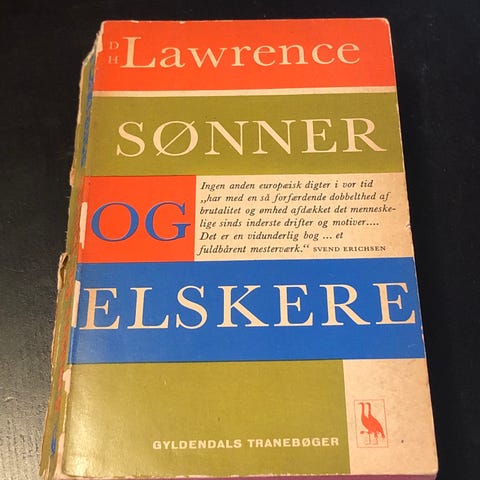 DH Lawrence
SØNNER
OG
Ingen anden europæisk digter i vor tid
„har med en så forfærdende dobbelthed af
brutalitet og ømhed afdækket det menneske-
lige sinds inderste drifter og motiver....
Det er en vidunderlig bog ... et
fuldbårent mesterværk.“ SVEND ERICHSEN
ELSKERE
GYLDENDALS TRANEBØGER